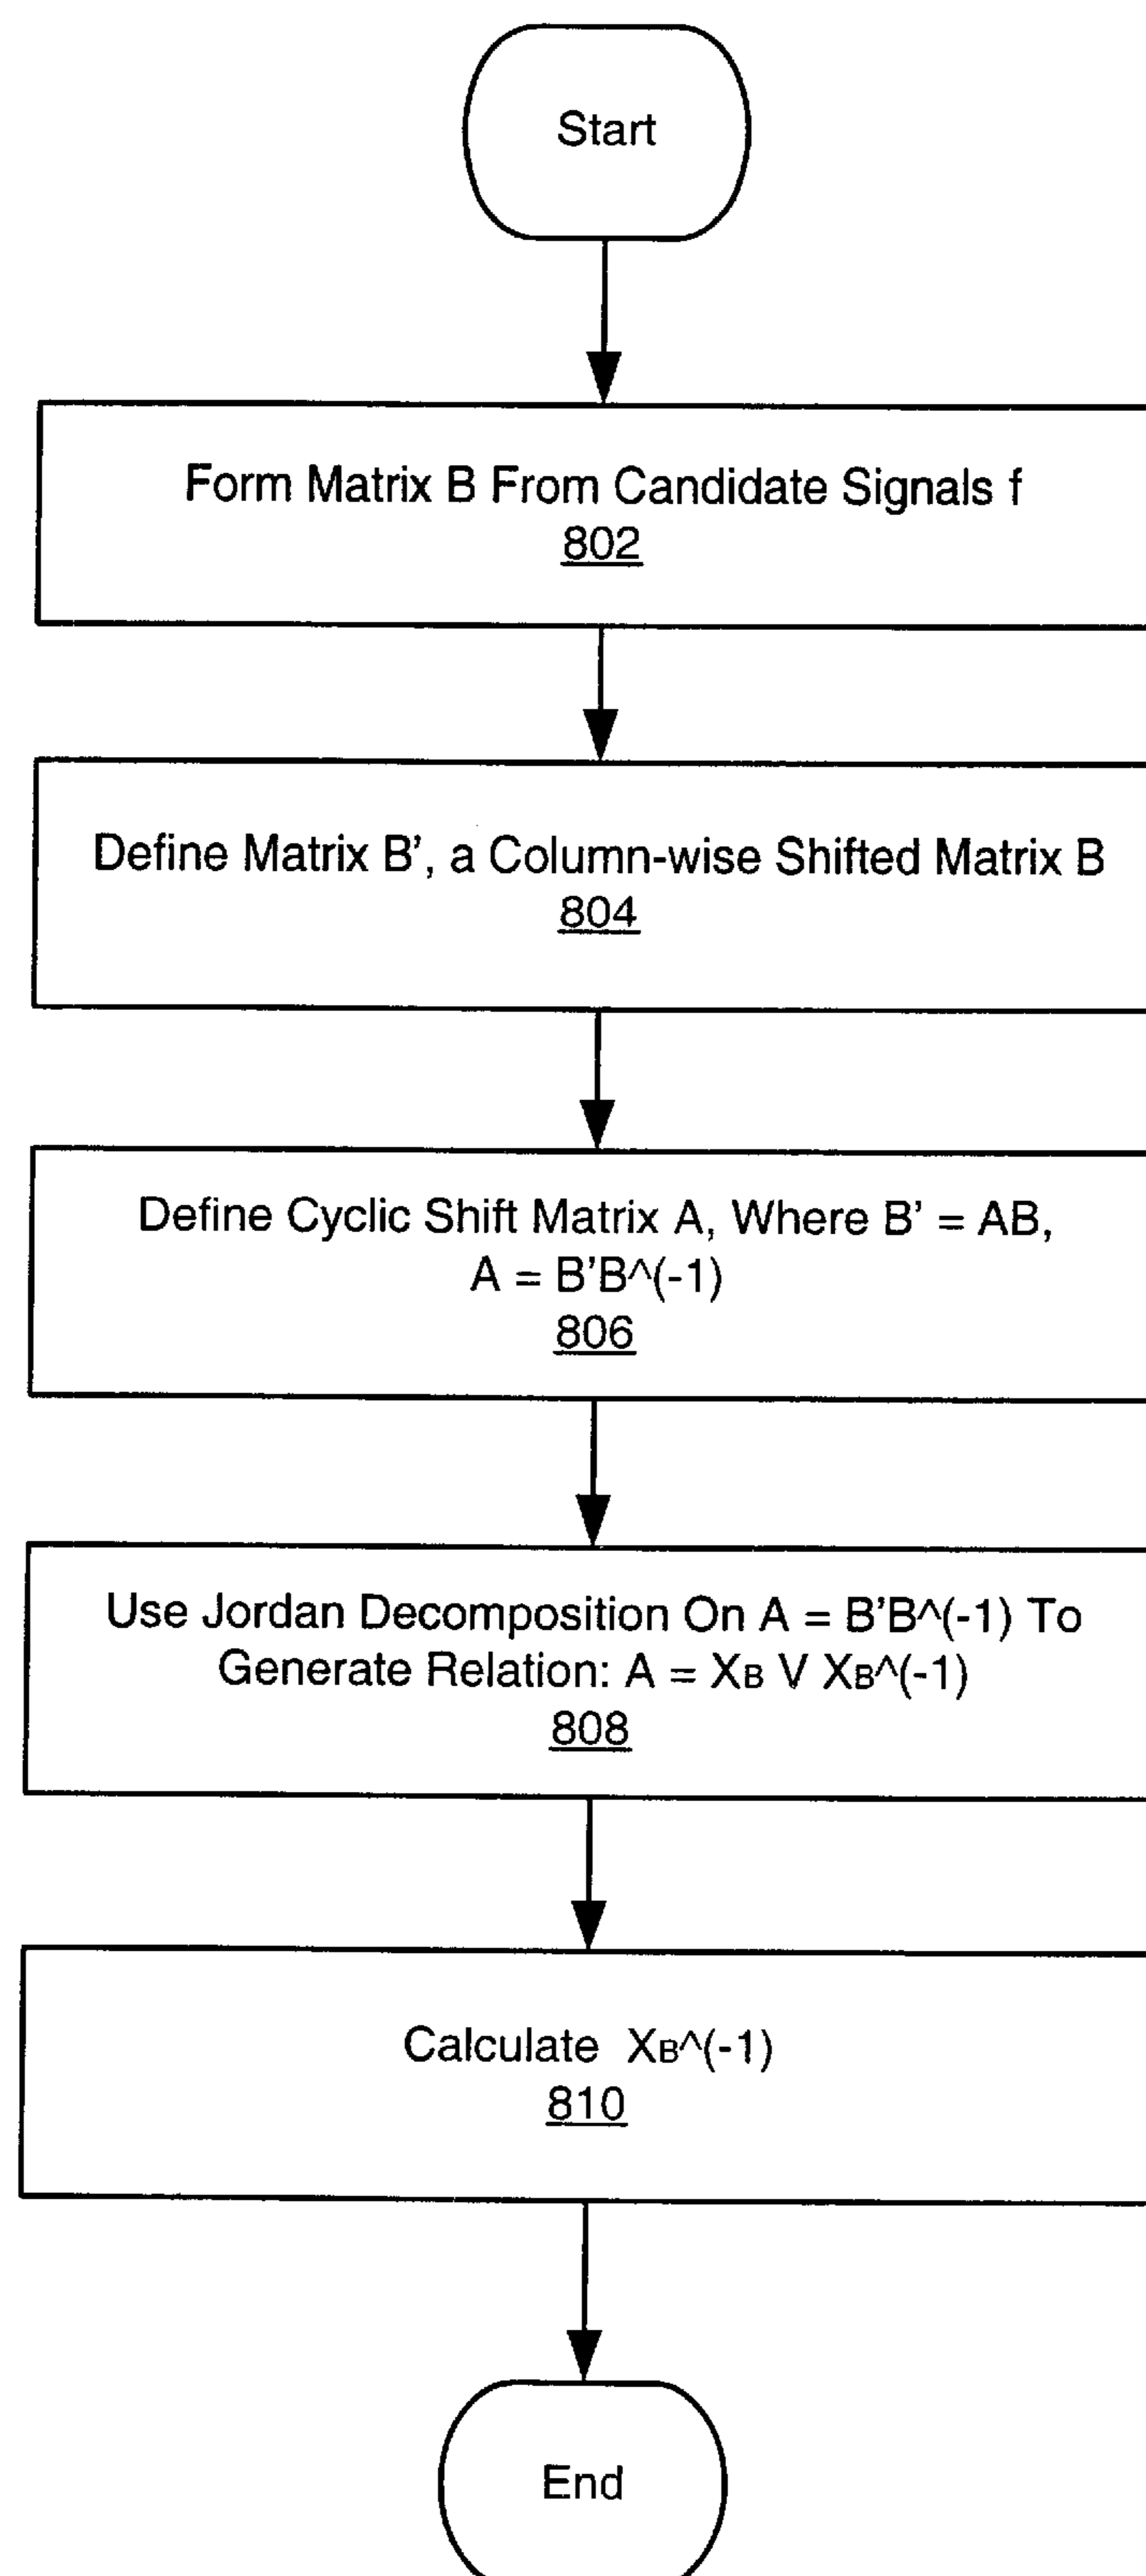 Start
Form Matrix B From Candidate Signals f
802
Define Matrix B', a Column-wise Shifted Matrix B
804
Define Cyclic Shift Matrix A, Where B' = AB,
A = B'B^(-1)
806
Use Jordan Decomposition On A = B'B^(-1) To
Generate Relation: A = XB V XB^(-1)
808
Calculate XB^(-1)
810
End